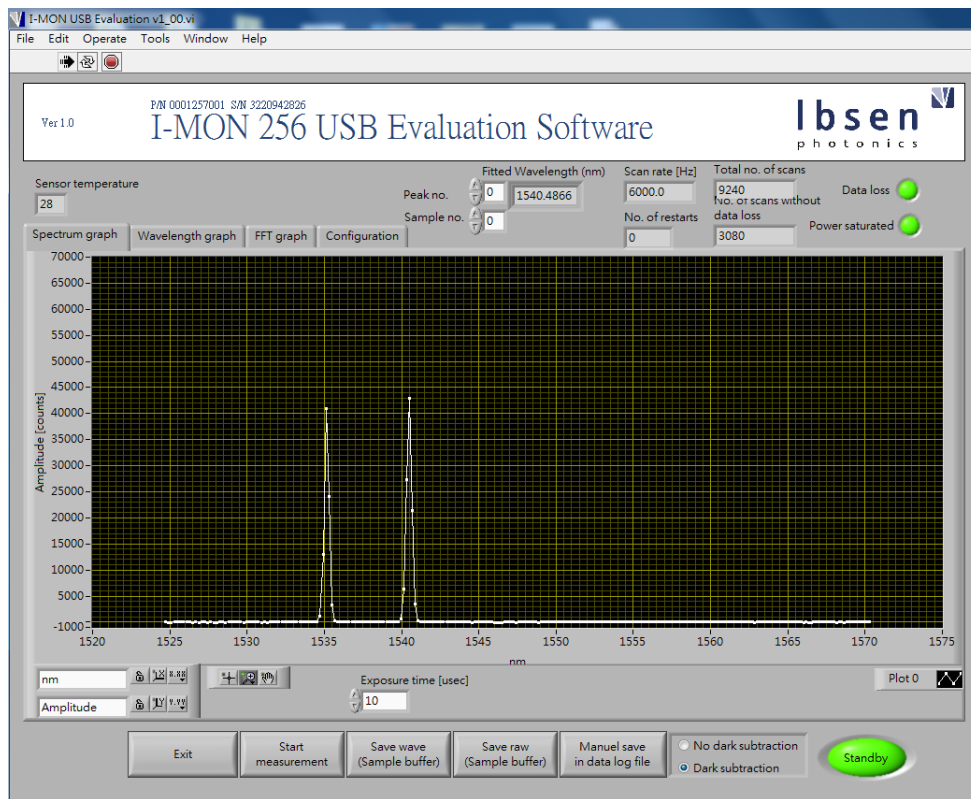 I-MON USB Evaluation v1_00.vi
File Edit Operate Tools Window Help
P/N 0001257001 S/N 3220942826
Ver 1.0
I-MON 256 USB Evaluation Software
Ibsen
photonics
Sensor temperature
28
Peak no.
0
Sample no.
0
Fitted Wavelength (nm)
1540.4866
Scan rate [Hz]
6000.0
No. of restarts
0
Total no. of scans
9240
No. of scans without
data loss
3080
Data loss
Power saturated
Spectrum graph Wavelength graph FFT graph Configuration
Amplitude [counts]
70000
65000
60000
55000
50000
45000
40000
35000
30000
25000
20000
15000
10000
5000
-1000
1520 1525 1530 1535 1540 1545 1550 1555 1560 1565 1570 1575
nm
nm
Amplitude
Exposure time [usec]
10
Plot 0
Exit
Start
measurement
Save wave
(Sample buffer)
Save raw
(Sample buffer)
Manuel save
in data log file
No dark subtraction
Dark subtraction
Standby